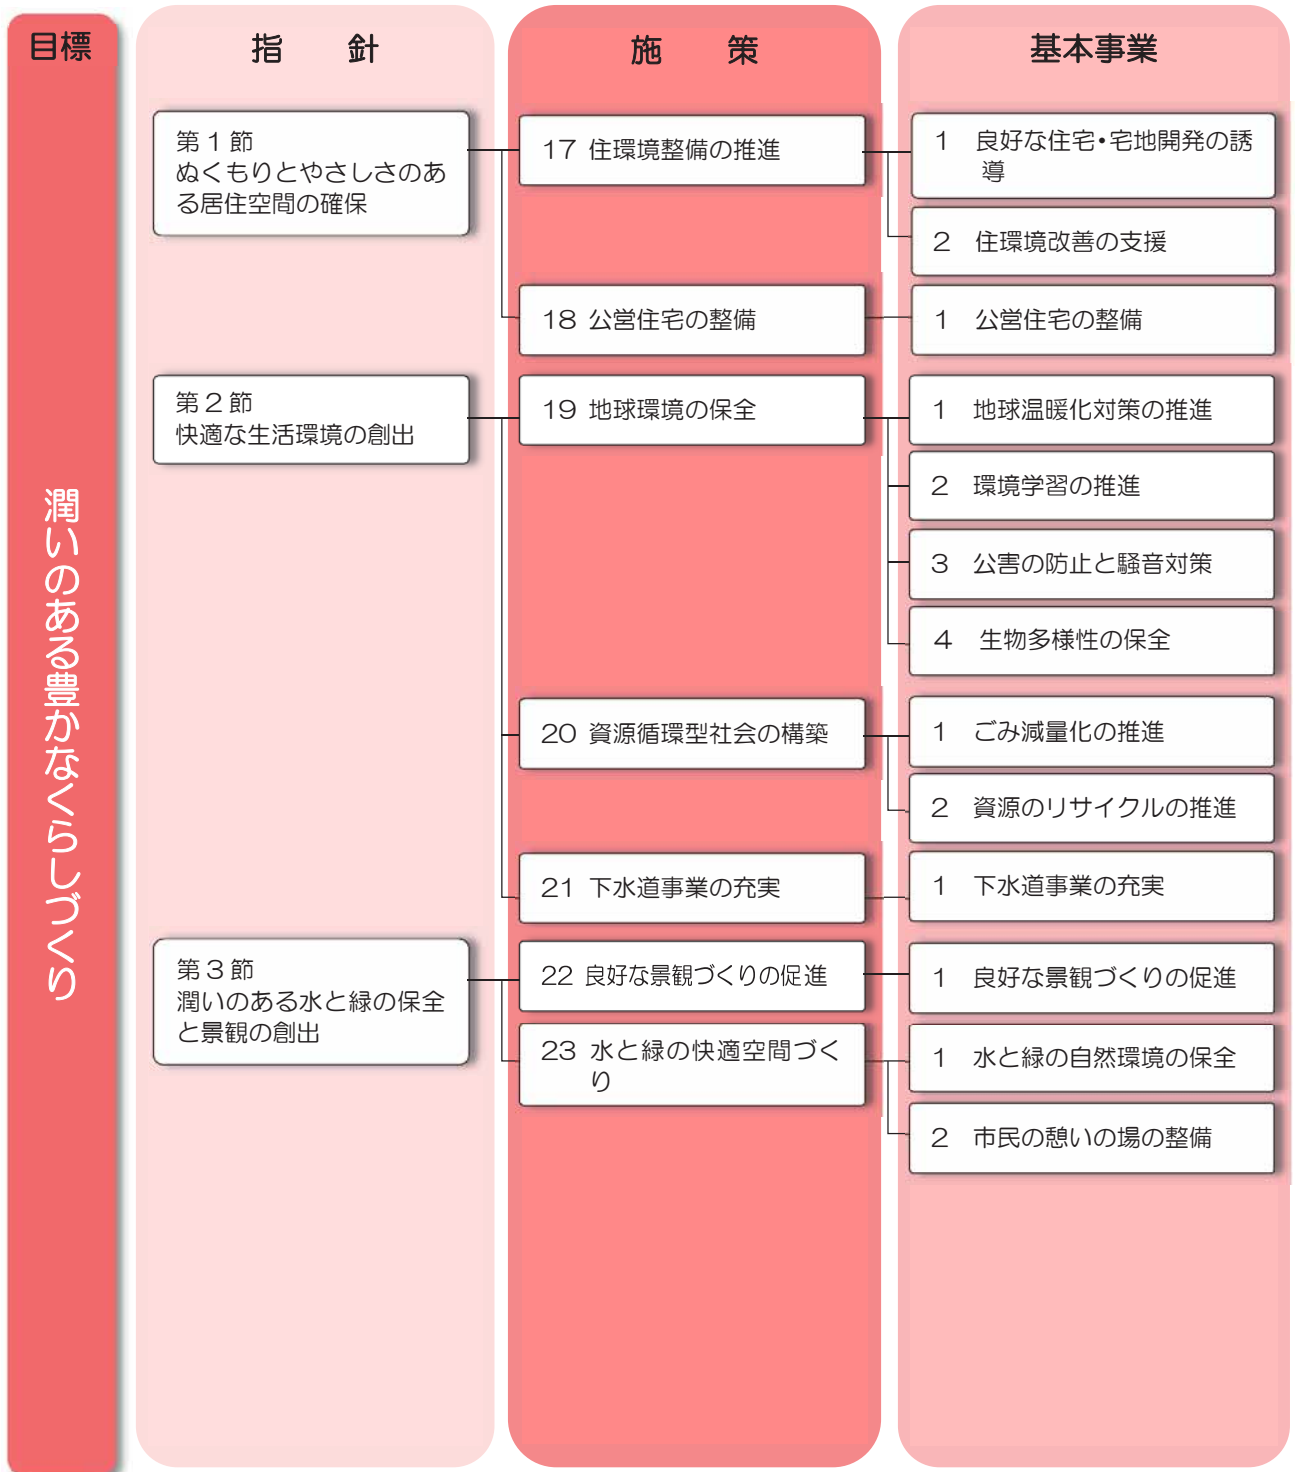 目標
潤いのある豊かなくらしづくり
指　針
第1節
ぬくもりとやさしさのあ
る居住空間の確保
第2節
快適な生活環境の創出
第3節
潤いのある水と緑の保全
と景観の創出
施　策
17 住環境整備の推進
18 公営住宅の整備
19 地球環境の保全
20 資源循環型社会の構築
21 下水道事業の充実
22 良好な景観づくりの促進
23 水と緑の快適空間づく
り
基本事業
1 良好な住宅・宅地開発の誘
導
2 住環境改善の支援
1 公営住宅の整備
1 地球温暖化対策の推進
2 環境学習の推進
3 公害の防止と騒音対策
4 生物多様性の保全
1 ごみ減量化の推進
2 資源のリサイクルの推進
1 下水道事業の充実
1 良好な景観づくりの促進
1 水と緑の自然環境の保全
2 市民の憩いの場の整備